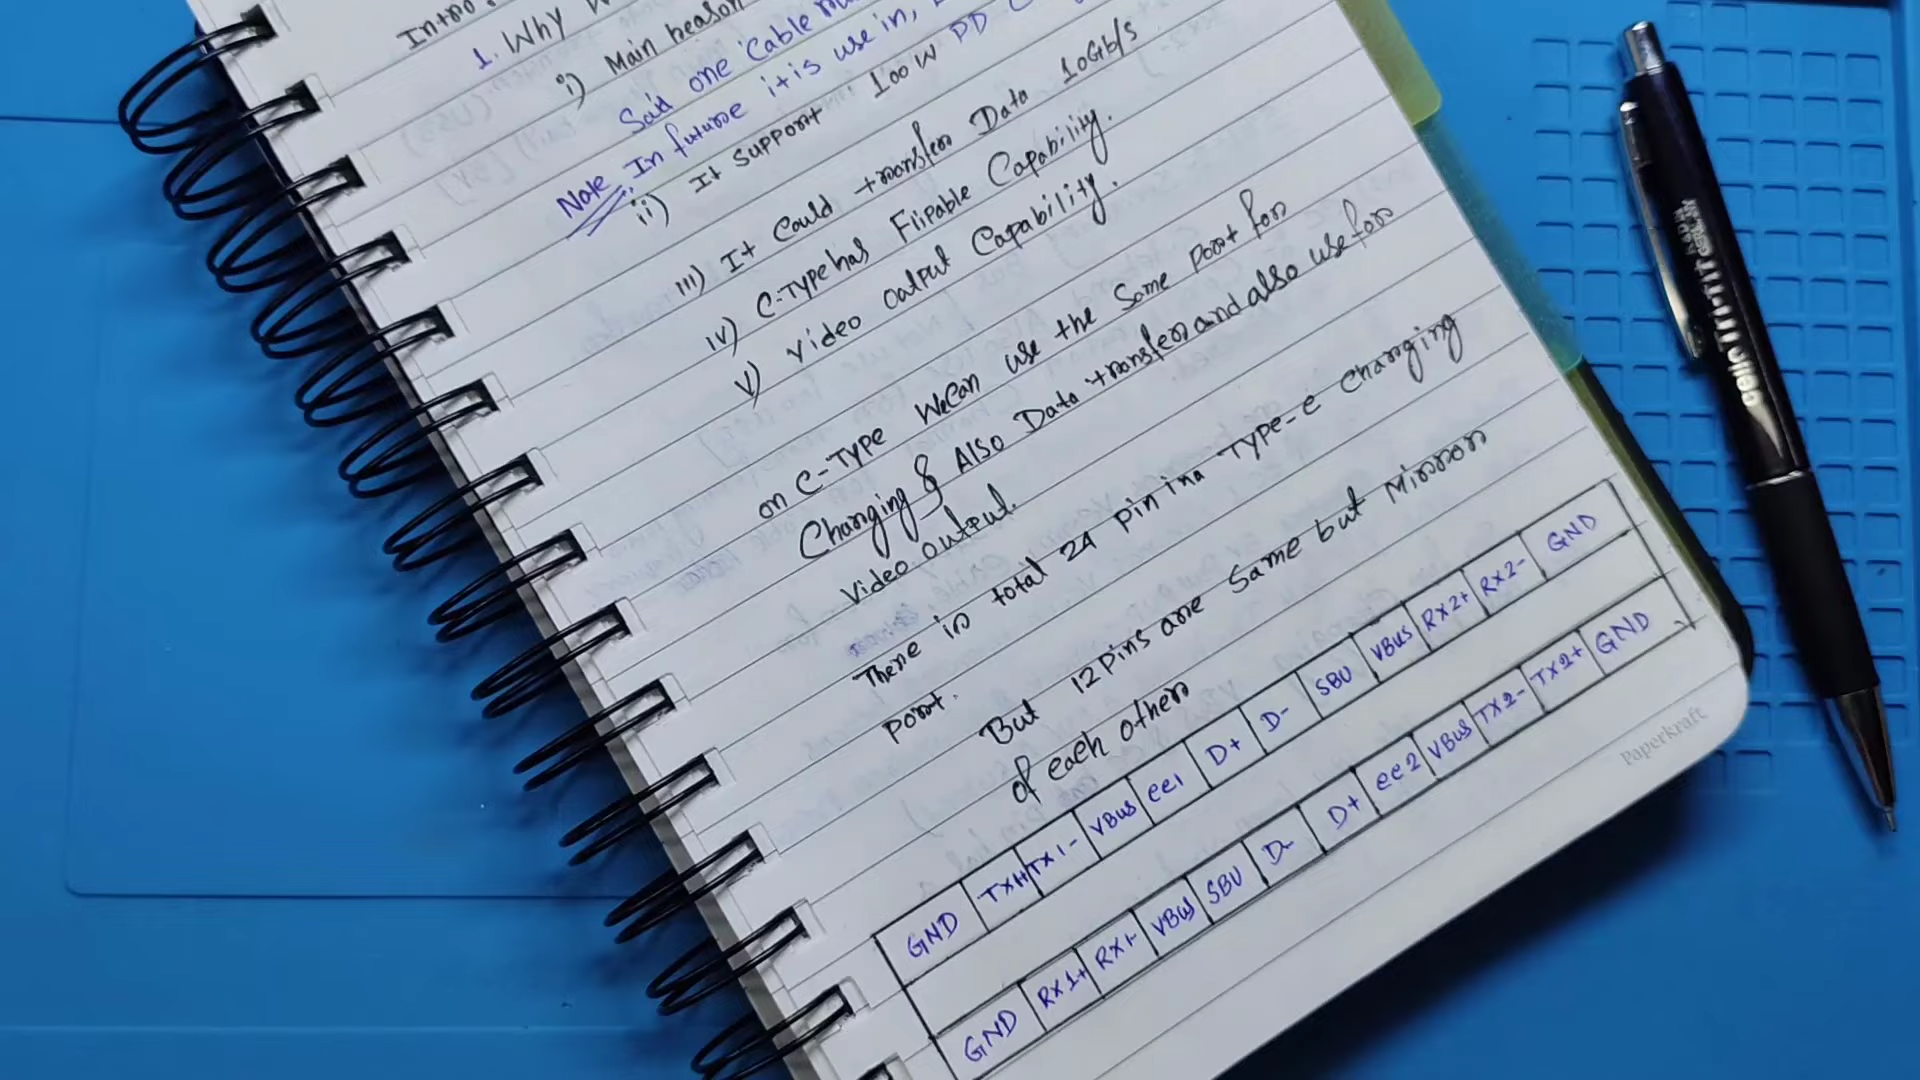 Intro
1. Why
i) Main Reason
Said one Cable
Note In future it is use in,
ii) It Support 100W PD
iii) It Could transfer Data 10Gb/s
iv) C-Type has Flipable Capability.
v) Video Output Capability.
on C-Type We Can use the Same port for
Charging & Also Data transfer and also use for
Video output.
There is total 24 pin in a Type-C Charging
port.
But 12 pins are Same but Mirror
of each other
GND TX1+ TX1- VBUS CC1 D+ D- SBU VBUS RX2+ RX2- GND
GND RX1+ RX1- VBUS SBU D- D+ CC2 VBUS TX2- TX2+ GND
Paperkraft
cello